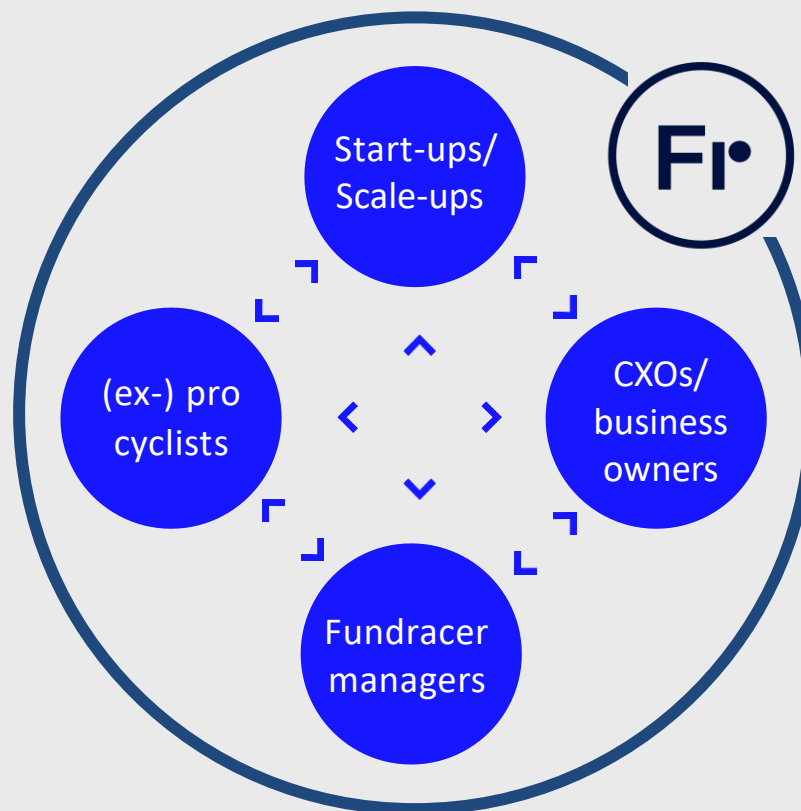 Start-ups/
Scale-ups
Fr
(ex-) pro
cyclists
CXOs/
business
owners
Fundracer
managers